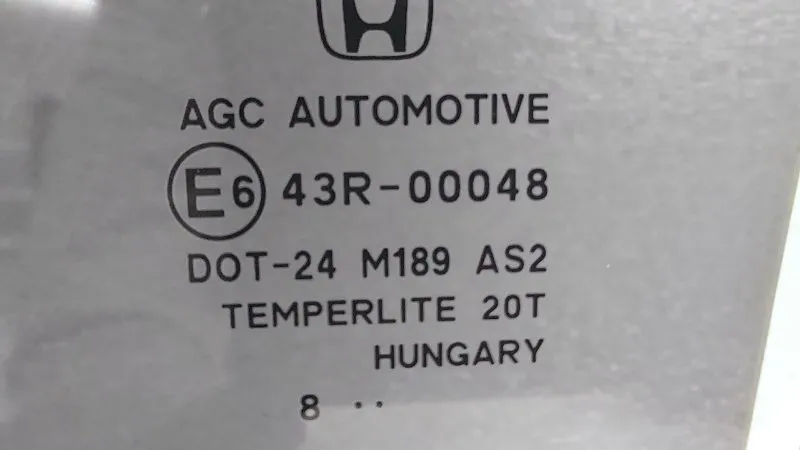 AGC AUTOMOTIVE
E6 43R-00048
DOT-24 M189 AS2
TEMPERLITE 20T
HUNGARY
8 ··